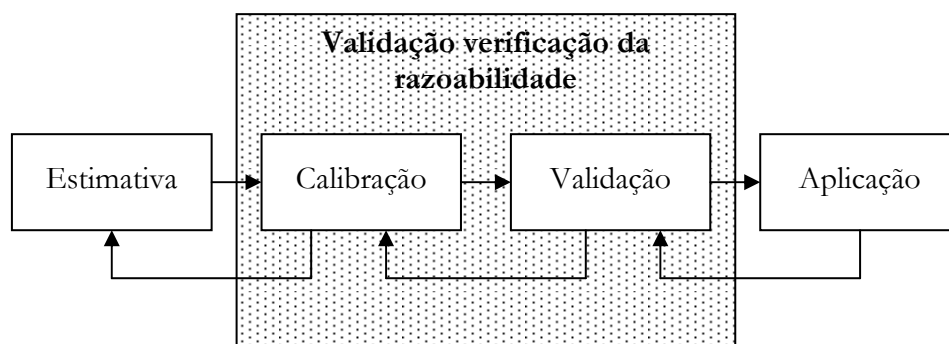 Validação verificação da
razoabilidade
Estimativa
Calibração
Validação
Aplicação